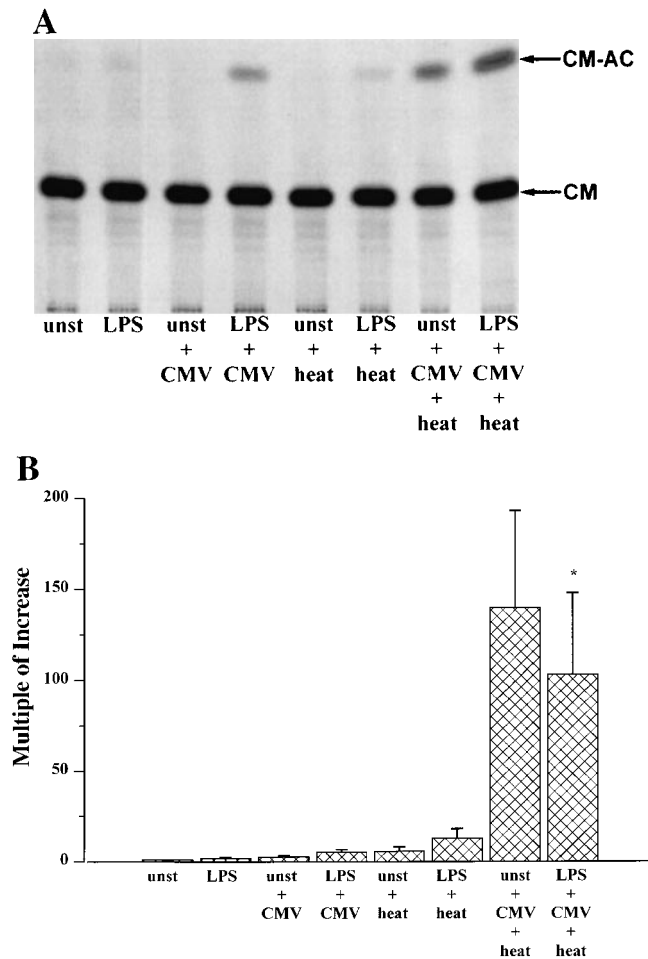 A
CM-AC
CM
unst LPS unst LPS unst LPS unst LPS
+ + + + + +
CMV CMV heat heat CMV CMV
+ +
heat heat
B
Multiple of Increase
200
150
100
50
0
*
unst LPS unst LPS unst LPS unst LPS
+ + + + + +
CMV CMV heat heat CMV CMV
+ +
heat heat